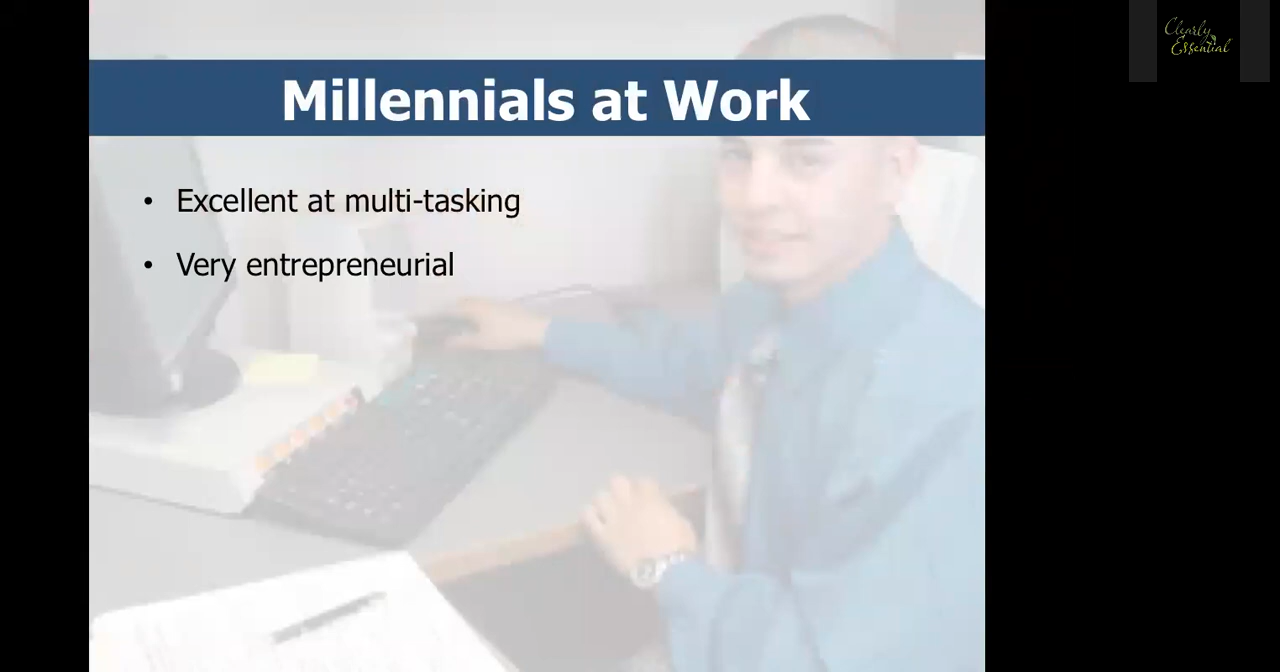 Millennials at Work
• Excellent at multi-tasking
• Very entrepreneurial
Clearly
Essential